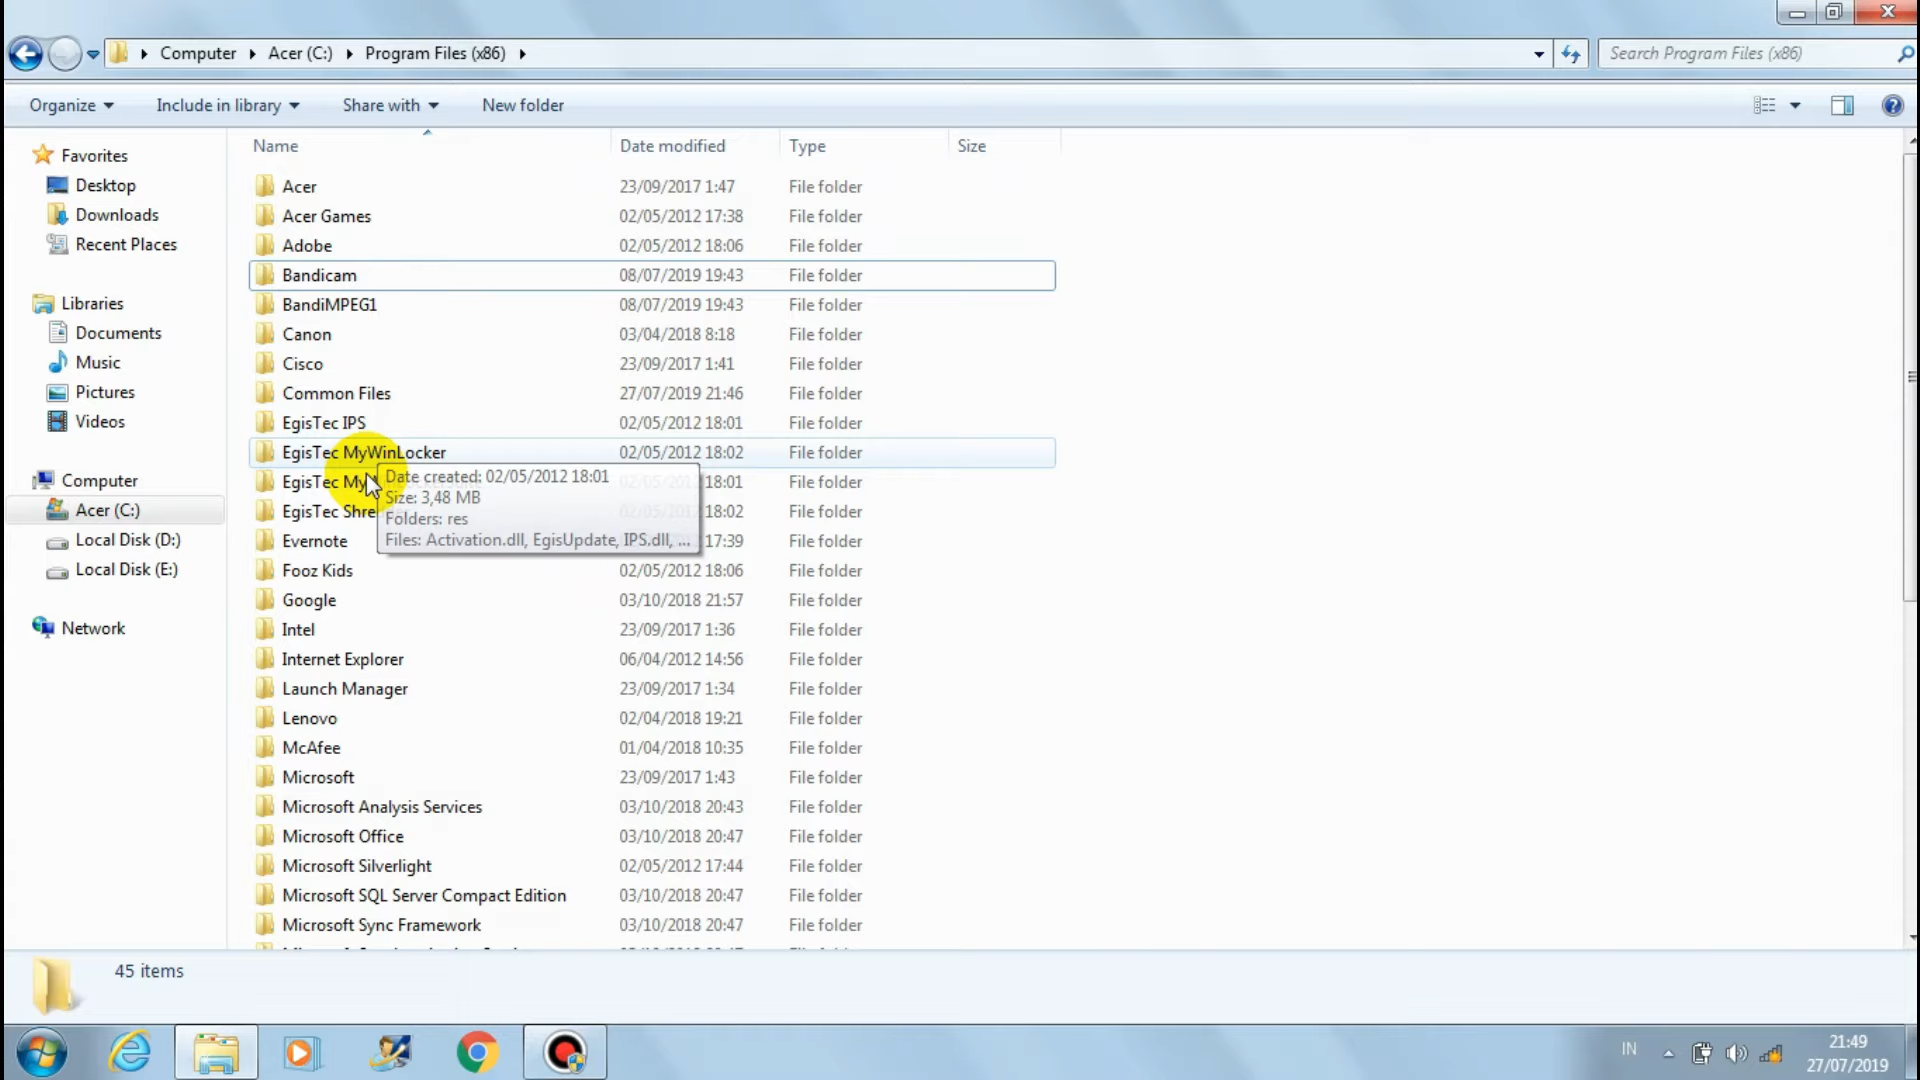 Computer Acer (C:) Program Files (x86)
Search Program Files (x86)
Organize Include in library Share with New folder
Name Date modified Type Size
Favorites
Desktop
Downloads
Recent Places
Libraries
Documents
Music
Pictures
Videos
Computer
Acer (C:)
Local Disk (D:)
Local Disk (E:)
Network
Acer 23/09/2017 1:47 File folder
Acer Games 02/05/2012 17:38 File folder
Adobe 02/05/2012 18:06 File folder
Bandicam 08/07/2019 19:43 File folder
BandiMPEG1 08/07/2019 19:43 File folder
Canon 03/04/2018 8:18 File folder
Cisco 23/09/2017 1:41 File folder
Common Files 27/07/2019 21:46 File folder
EgisTec IPS 02/05/2012 18:01 File folder
EgisTec MyWinLocker 02/05/2012 18:02 File folder
EgisTec My 18:01 File folder
EgisTec Shre 18:02 File folder
Evernote 17:39 File folder
Date created: 02/05/2012 18:01
Size: 3,48 MB
Folders: res
Files: Activation.dll, EgisUpdate, IPS.dll, ...
Fooz Kids 02/05/2012 18:06 File folder
Google 03/10/2018 21:57 File folder
Intel 23/09/2017 1:36 File folder
Internet Explorer 06/04/2012 14:56 File folder
Launch Manager 23/09/2017 1:34 File folder
Lenovo 02/04/2018 19:21 File folder
McAfee 01/04/2018 10:35 File folder
Microsoft 23/09/2017 1:43 File folder
Microsoft Analysis Services 03/10/2018 20:43 File folder
Microsoft Office 03/10/2018 20:47 File folder
Microsoft Silverlight 02/05/2012 17:44 File folder
Microsoft SQL Server Compact Edition 03/10/2018 20:47 File folder
Microsoft Sync Framework 03/10/2018 20:47 File folder
45 items
IN
21:49
27/07/2019